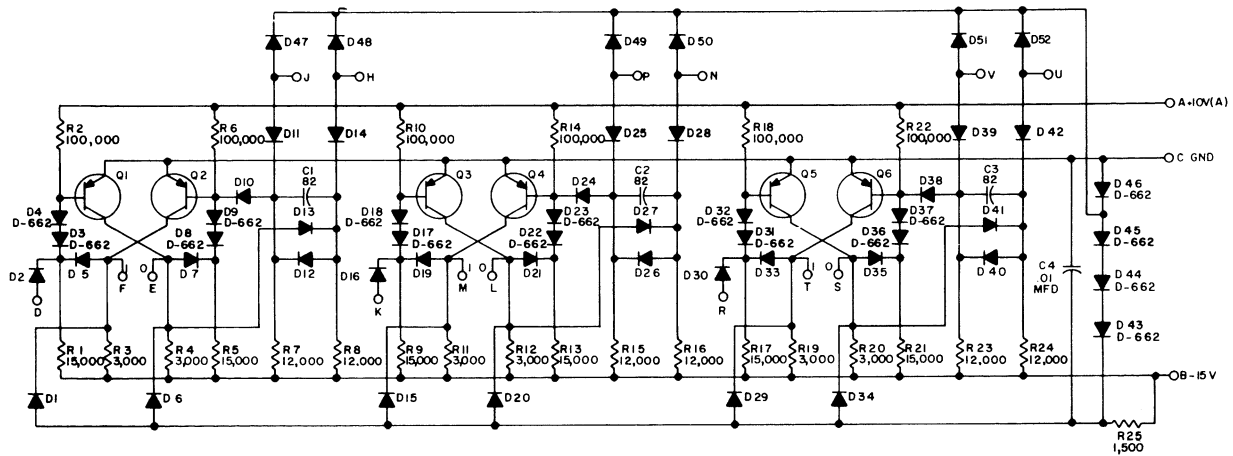 D47 D48 D49 D50 D51 D52
J H P N V U
A+10V(A)
R2 100,000
R6 100,000
D11
D14
R10 100,000
R14 100,000
D25
D28
R18 100,000
R22 100,000
D39
D42
C GND
Q1 Q2 D10 C1 82
Q3 Q4 D24 C2 82
Q5 Q6 D38 C3 82
D46 D-662
D4 D-662
D3 D-662
D9 D-662
D8 D-662
D13
D18 D-662
D17 D-662
D23 D-662
D22 D-662
D27
D32 D-662
D31 D-662
D37 D-662
D36 D-662
D41
D45 D-662
D2 D5 1 F 0 E D7 D12
D16 D19 1 M 0 L D21 D26
D30 D33 1 T 0 S D35 D40
D K R
C4 .01 MFD
D44 D-662
D43 D-662
R1 15,000
R3 3,000
R4 3,000
R5 15,000
R7 12,000
R8 12,000
R9 15,000
R11 3,000
R12 3,000
R13 15,000
R15 12,000
R16 12,000
R17 15,000
R19 3,000
R20 3,000
R21 15,000
R23 12,000
R24 12,000
B-15V
D1 D6 D15 D20 D29 D34
R25 1,500